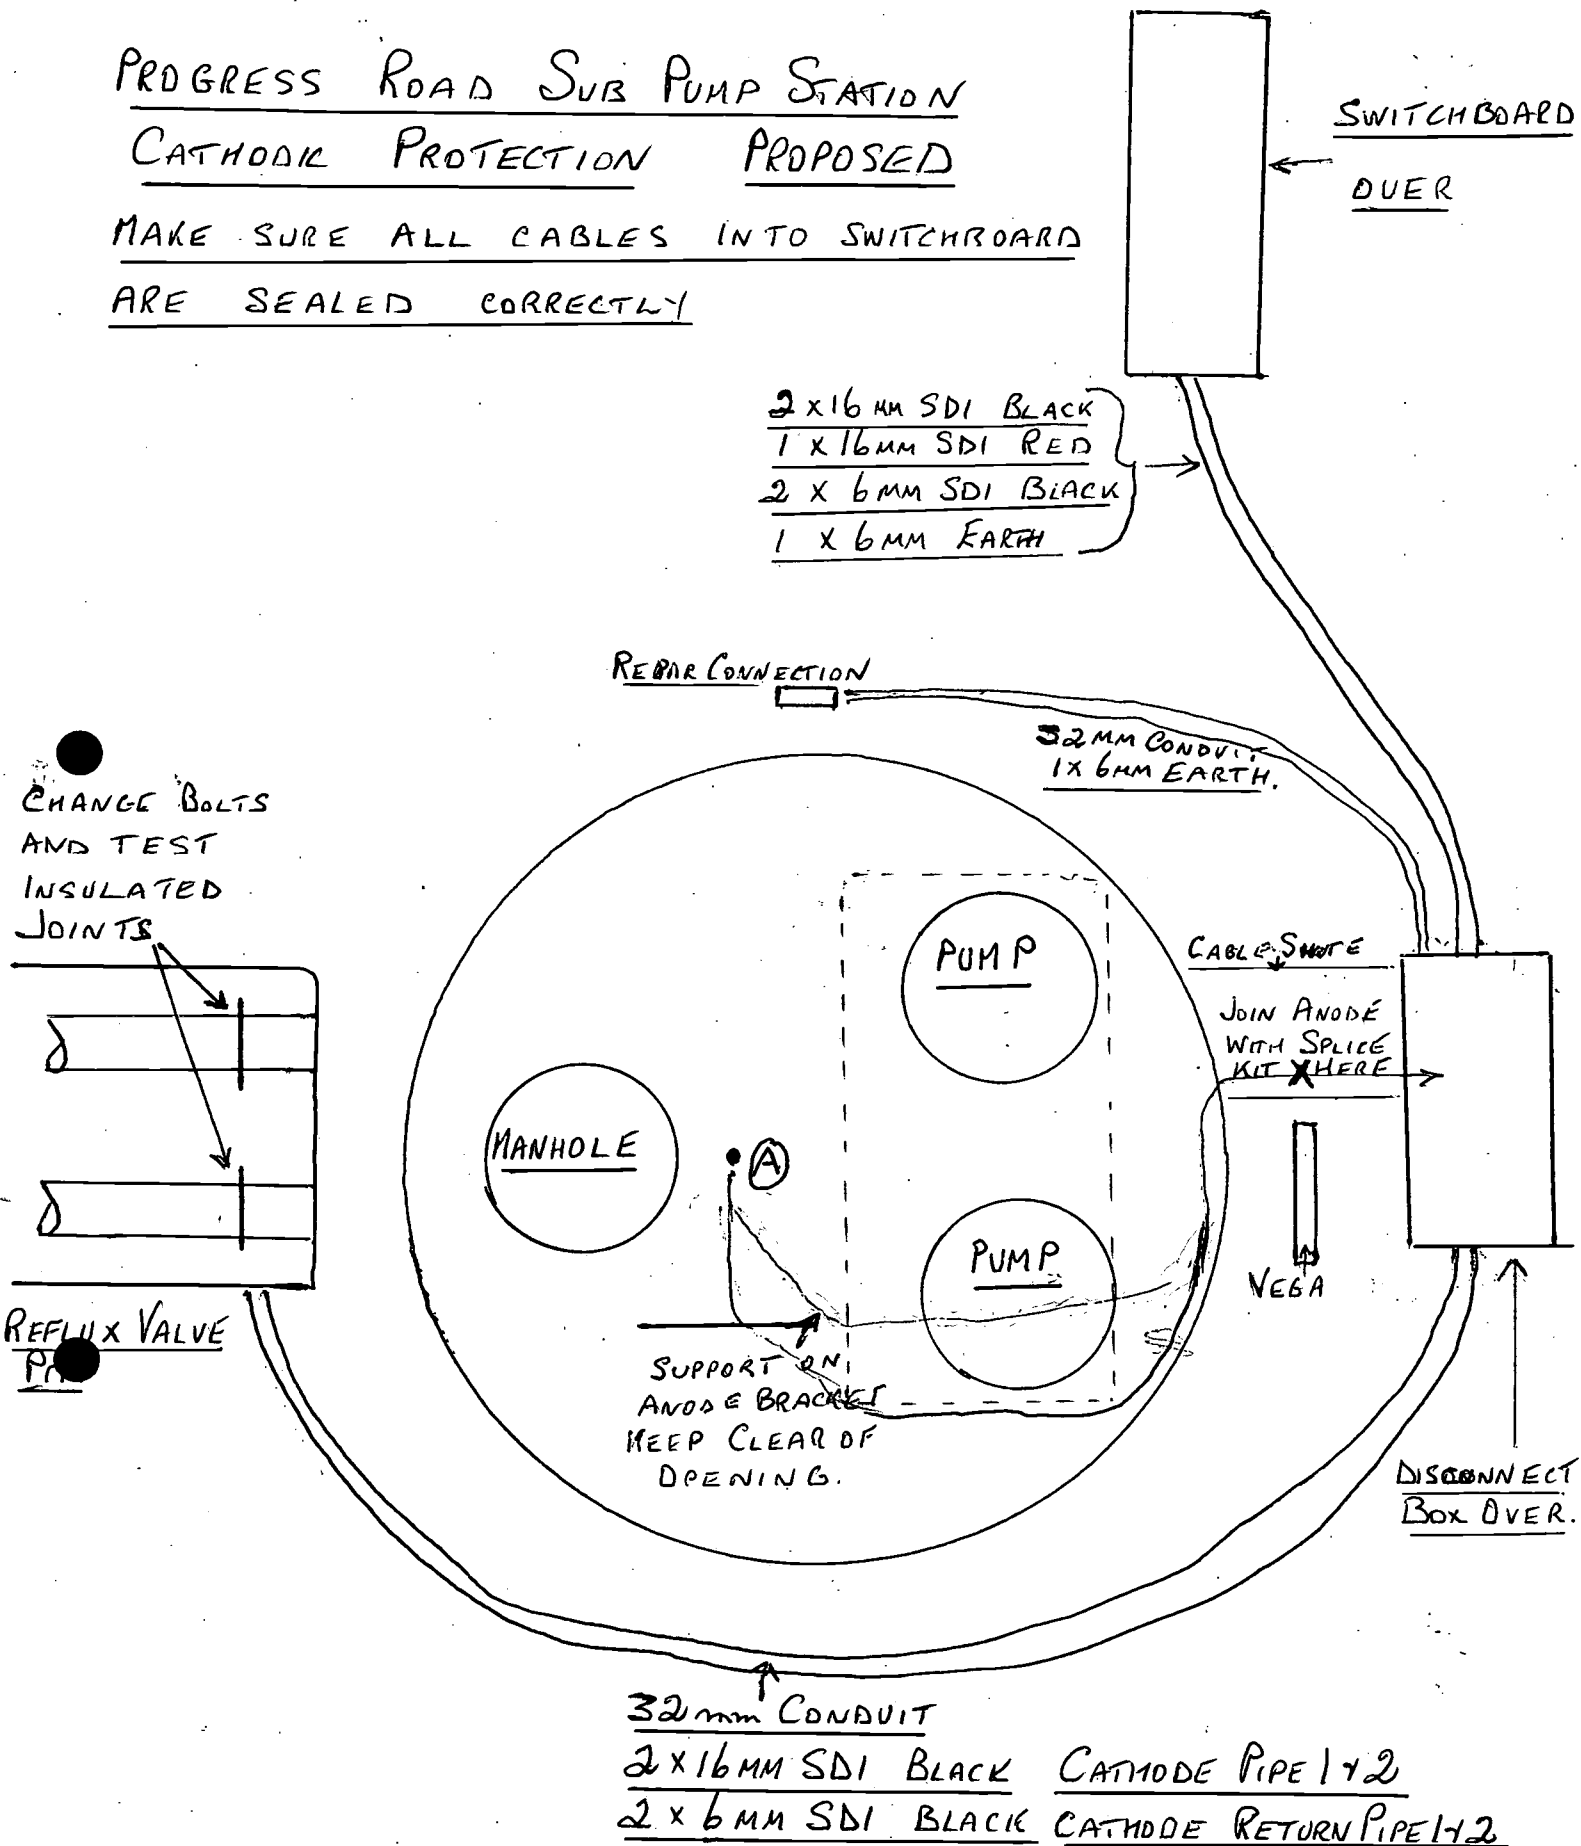 PROGRESS ROAD SUB PUMP STATION
CATHODIC PROTECTION PROPOSED
MAKE SURE ALL CABLES INTO SWITCHBOARD
ARE SEALED CORRECTLY
SWITCHBOARD
OVER
2 x 16 MM SDI BLACK
1 X 16MM SDI RED
2 X 6MM SDI BLACK
1 X 6MM EARTH
REBAR CONNECTION
32MM CONDUIT
1X 6MM EARTH.
CHANGE BOLTS
AND TEST
INSULATED
JOINTS
PUMP
CABLE SHUTE
JOIN ANODE
WITH SPLICE
KIT X HERE
MANHOLE
A
PUMP
VEGA
REFLUX VALVE
SUPPORT ON
ANODE BRACKET
KEEP CLEAR OF
OPENING.
DISCONNECT
BOX OVER.
32mm CONDUIT
2 x 16 MM SDI BLACK CATHODE PIPE 1 & 2
2 x 6 MM SDI BLACK CATHODE RETURN PIPE 1 & 2